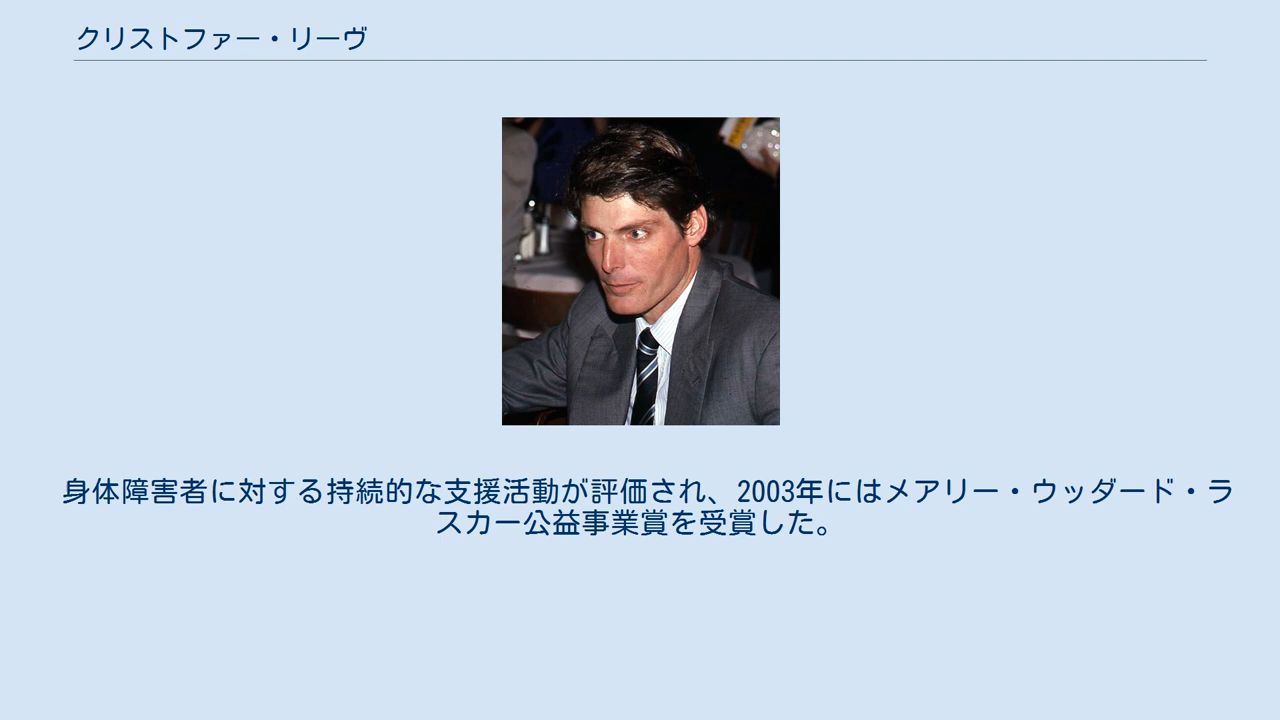 クリストファー・リーヴ
身体障害者に対する持続的な支援活動が評価され、2003年にはメアリー・ウッダード・ラ
スカー公益事業賞を受賞した。